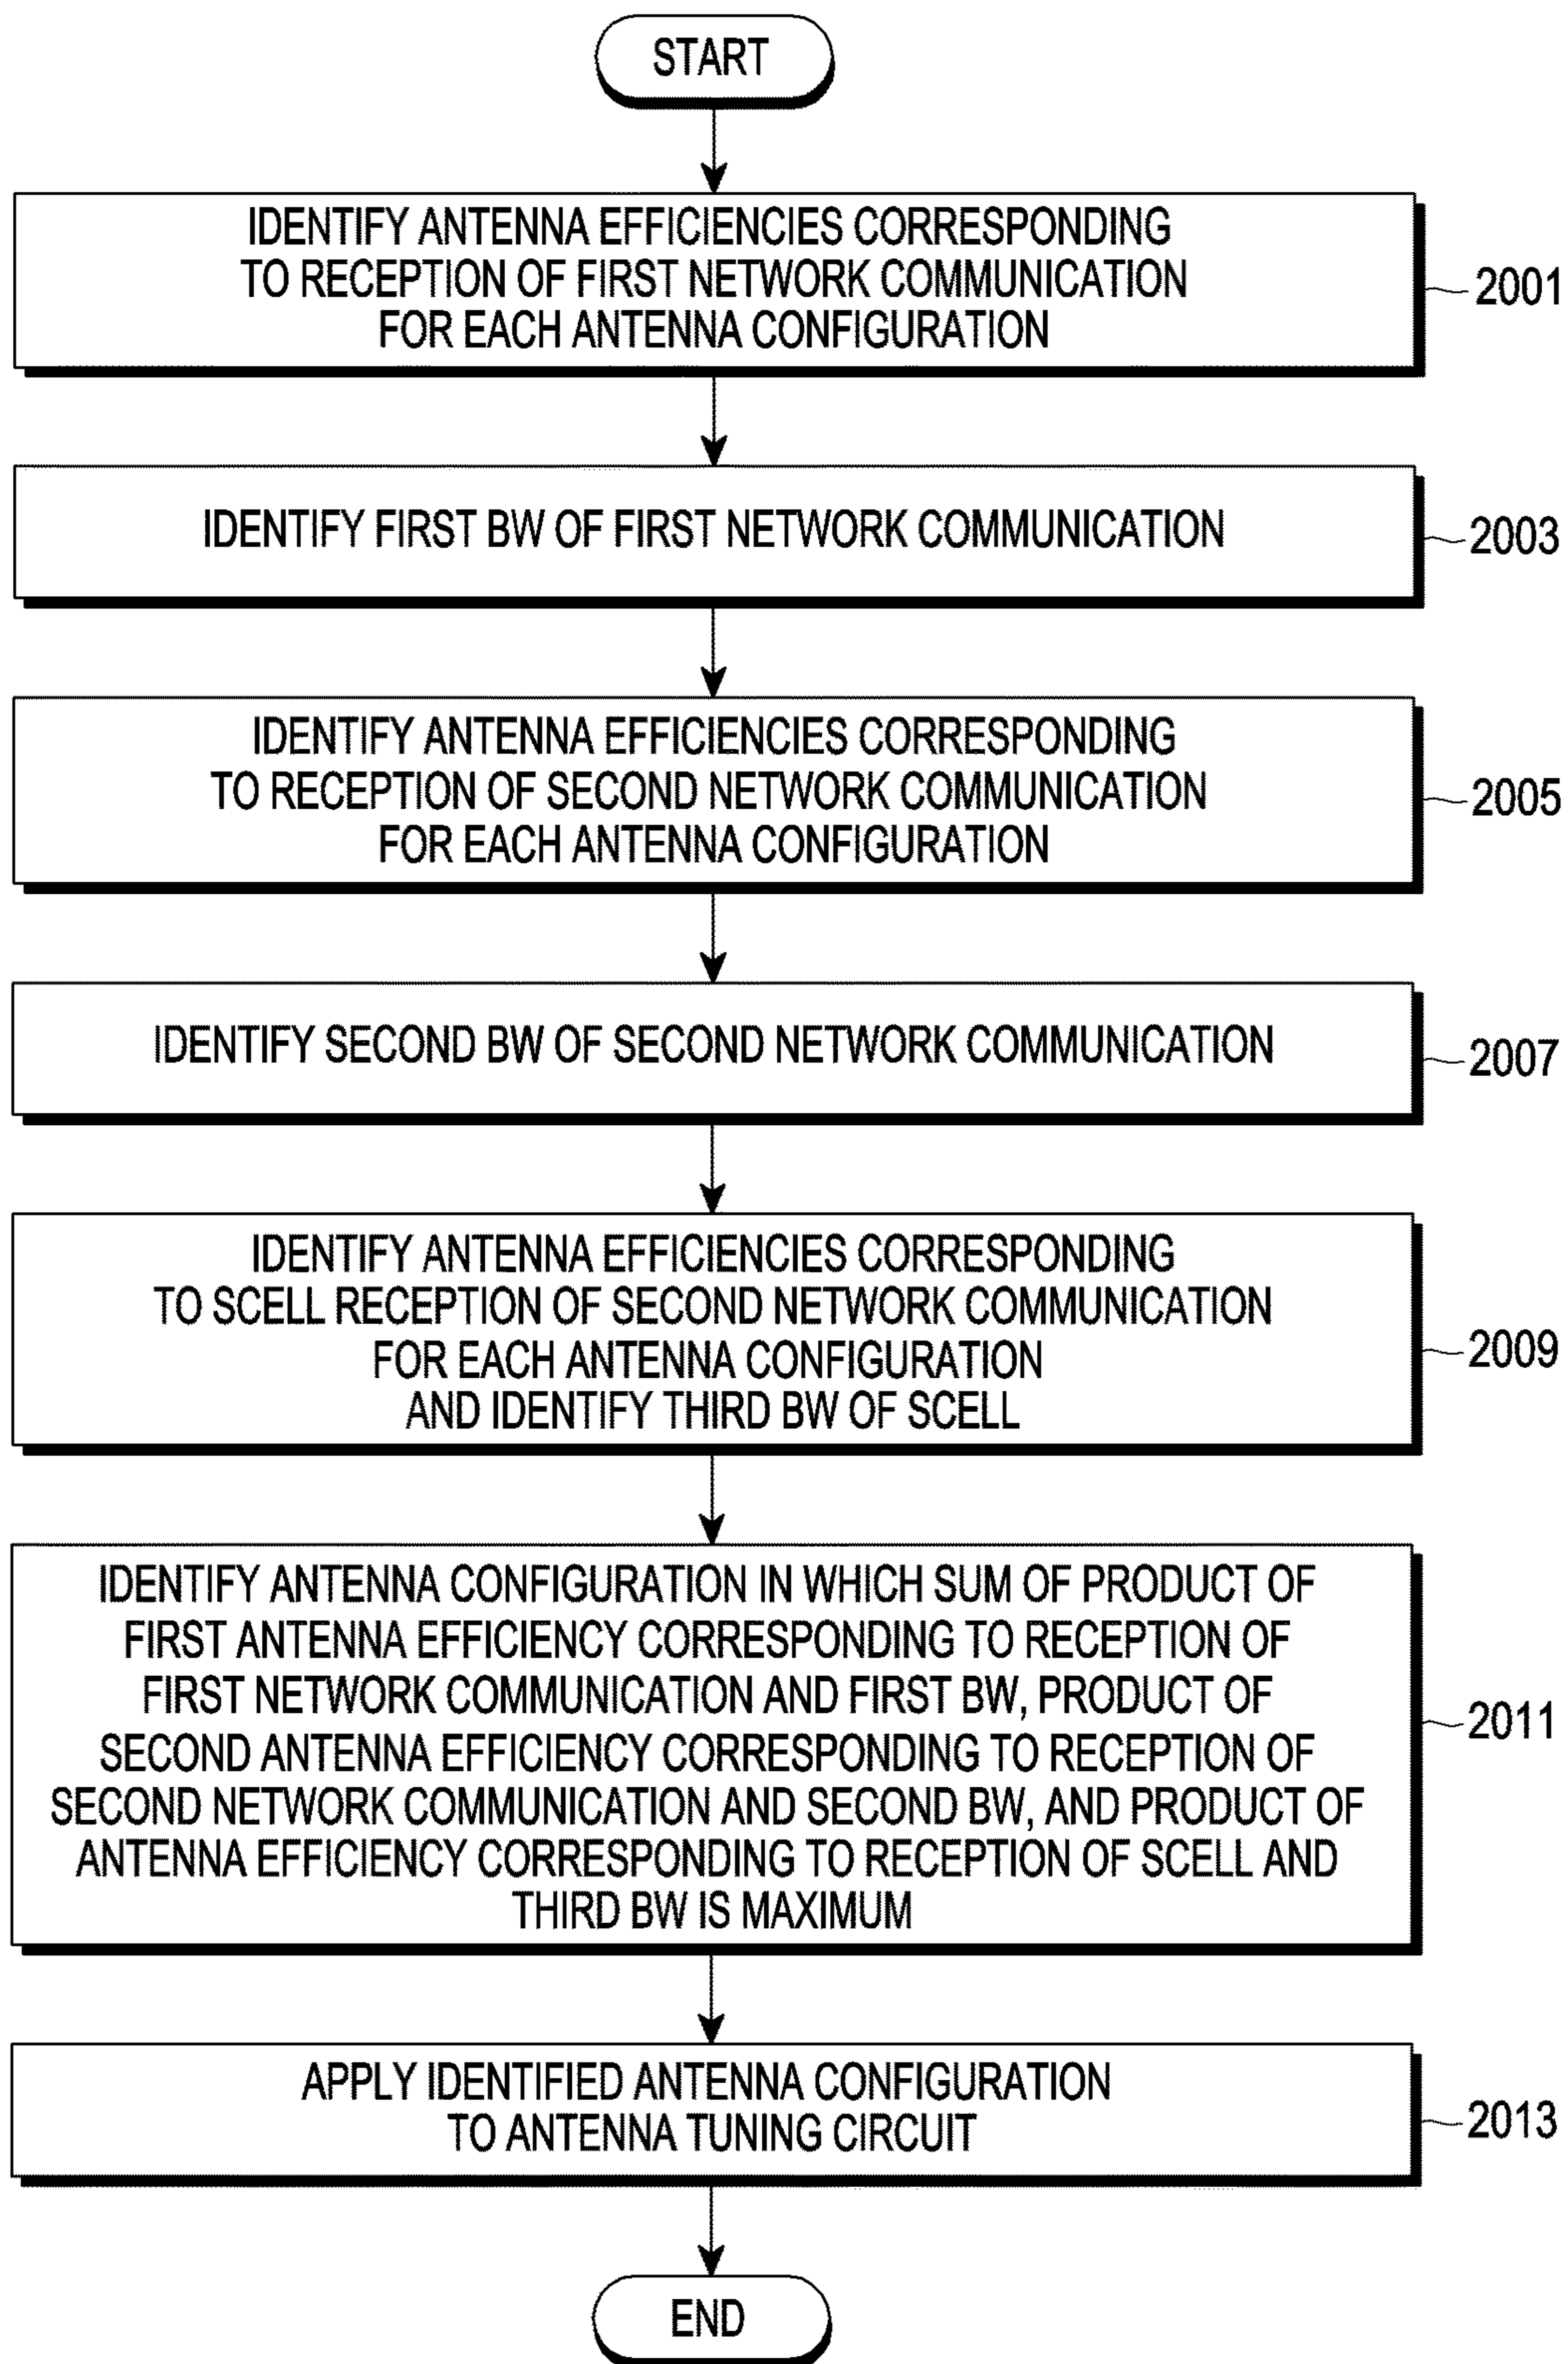 START
IDENTIFY ANTENNA EFFICIENCIES CORRESPONDING
TO RECEPTION OF FIRST NETWORK COMMUNICATION
FOR EACH ANTENNA CONFIGURATION
2001
IDENTIFY FIRST BW OF FIRST NETWORK COMMUNICATION
2003
IDENTIFY ANTENNA EFFICIENCIES CORRESPONDING
TO RECEPTION OF SECOND NETWORK COMMUNICATION
FOR EACH ANTENNA CONFIGURATION
2005
IDENTIFY SECOND BW OF SECOND NETWORK COMMUNICATION
2007
IDENTIFY ANTENNA EFFICIENCIES CORRESPONDING
TO SCELL RECEPTION OF SECOND NETWORK COMMUNICATION
FOR EACH ANTENNA CONFIGURATION
AND IDENTIFY THIRD BW OF SCELL
2009
IDENTIFY ANTENNA CONFIGURATION IN WHICH SUM OF PRODUCT OF
FIRST ANTENNA EFFICIENCY CORRESPONDING TO RECEPTION OF
FIRST NETWORK COMMUNICATION AND FIRST BW, PRODUCT OF
SECOND ANTENNA EFFICIENCY CORRESPONDING TO RECEPTION OF
SECOND NETWORK COMMUNICATION AND SECOND BW, AND PRODUCT OF
ANTENNA EFFICIENCY CORRESPONDING TO RECEPTION OF SCELL AND
THIRD BW IS MAXIMUM
2011
APPLY IDENTIFIED ANTENNA CONFIGURATION
TO ANTENNA TUNING CIRCUIT
2013
END